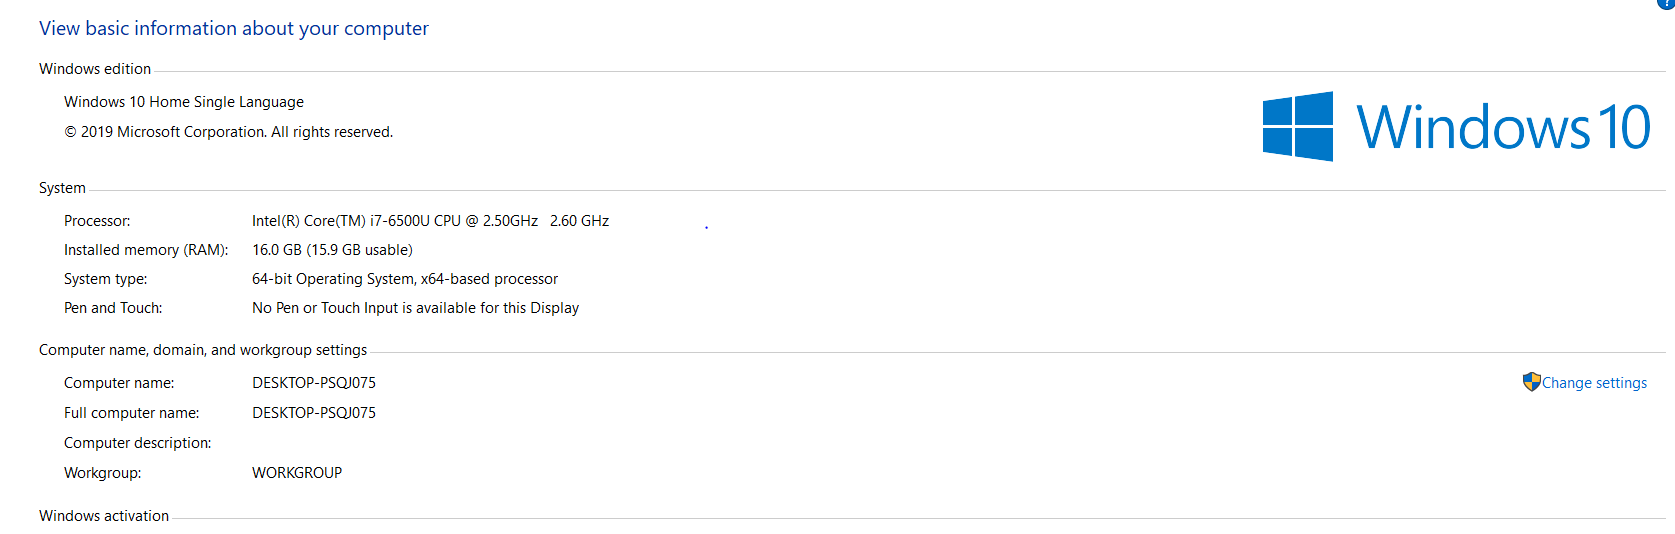 View basic information about your computer
Windows edition
Windows 10 Home Single Language
© 2019 Microsoft Corporation. All rights reserved.
Windows 10
System
Processor: Intel(R) Core(TM) i7-6500U CPU @ 2.50GHz 2.60 GHz
Installed memory (RAM): 16.0 GB (15.9 GB usable)
System type: 64-bit Operating System, x64-based processor
Pen and Touch: No Pen or Touch Input is available for this Display
Computer name, domain, and workgroup settings
Computer name: DESKTOP-PSQJ075 Change settings
Full computer name: DESKTOP-PSQJ075
Computer description:
Workgroup: WORKGROUP
Windows activation